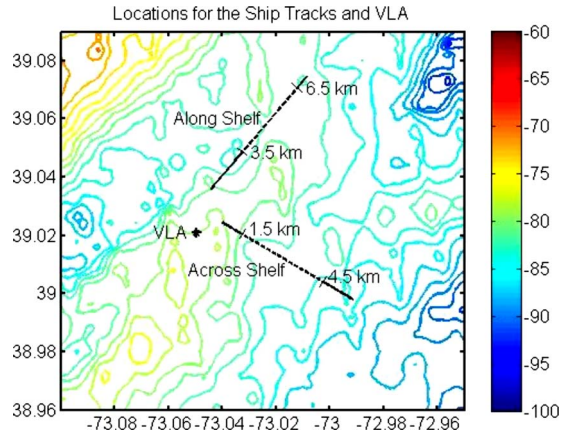 Locations for the Ship Tracks and VLA
39.08
39.06
39.04
39.02
39
38.98
38.96
-73.08 -73.06 -73.04 -73.02 -73 -72.98 -72.96
Along Shelf
6.5 km
3.5 km
VLA
1.5 km
Across Shelf
4.5 km
-60
-65
-70
-75
-80
-85
-90
-95
-100